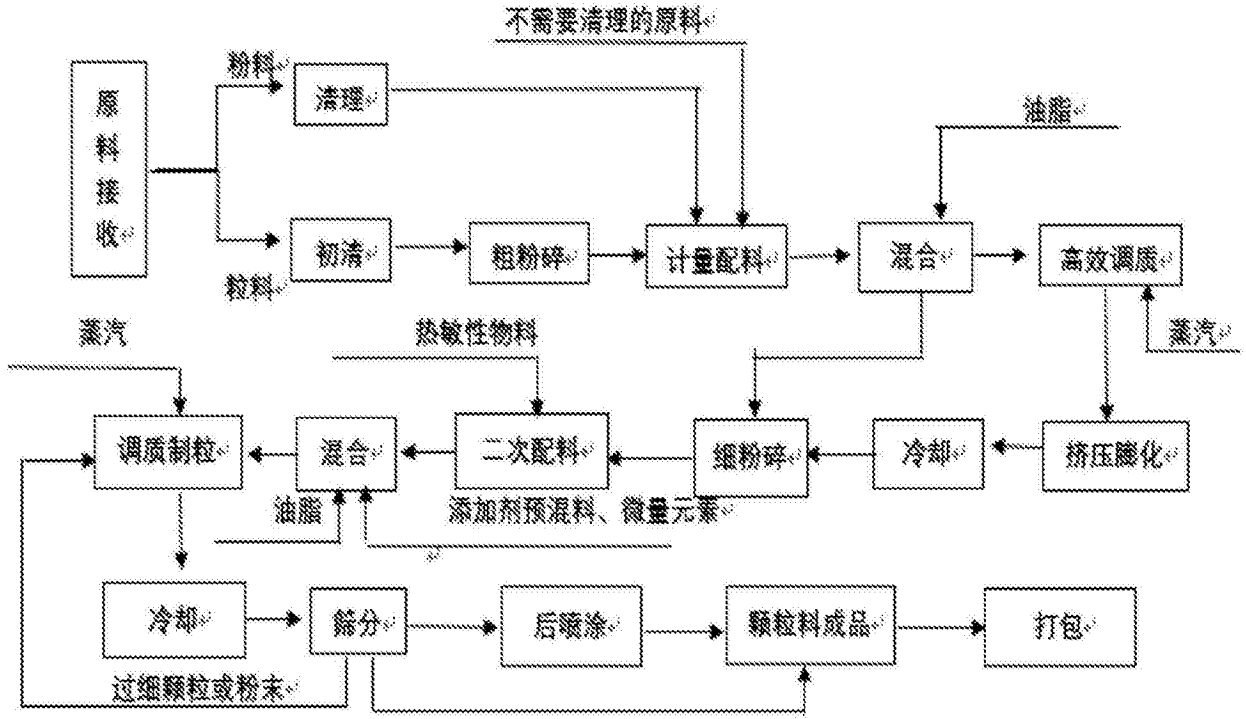 不需要清理的原料
粉料
清理
油脂
原料接收
初清
粗粉碎
计量配料
混合
高效调质
粒料
蒸汽
热敏性物料
蒸汽
调质制粒
混合
二次配料
细粉碎
冷却
挤压膨化
油脂
添加剂预混料、微量元素
冷却
筛分
后喷涂
颗粒料成品
打包
过细颗粒或粉末